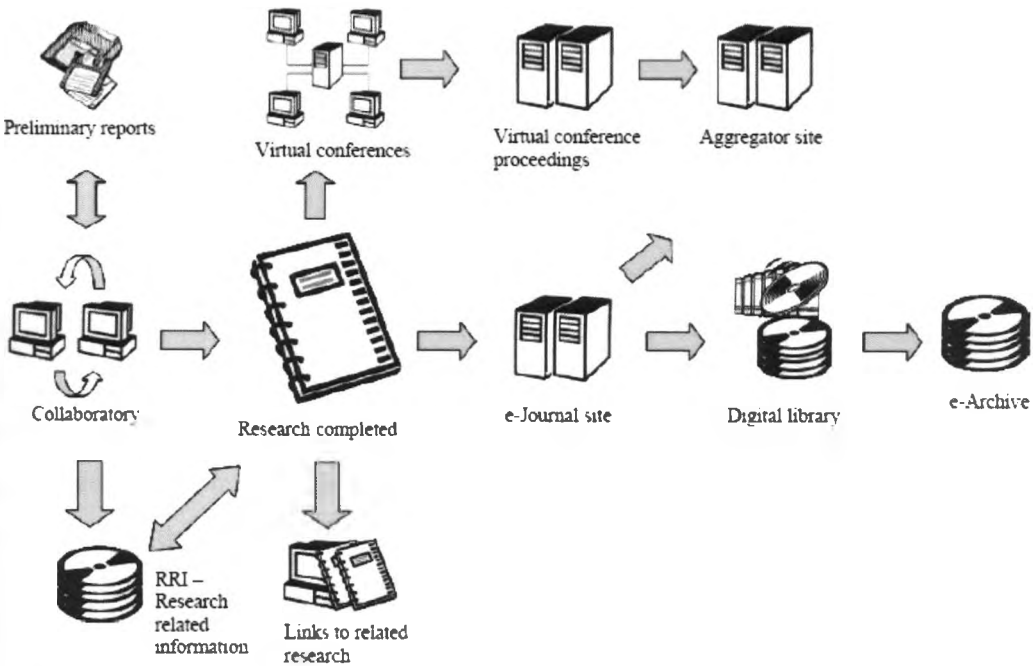 Preliminary reports
Virtual conferences
Virtual conference
proceedings
Aggregator site
Collaboratory
Research completed
e-Journal site
Digital library
e-Archive
RRI –
Research
related
information
Links to related
research